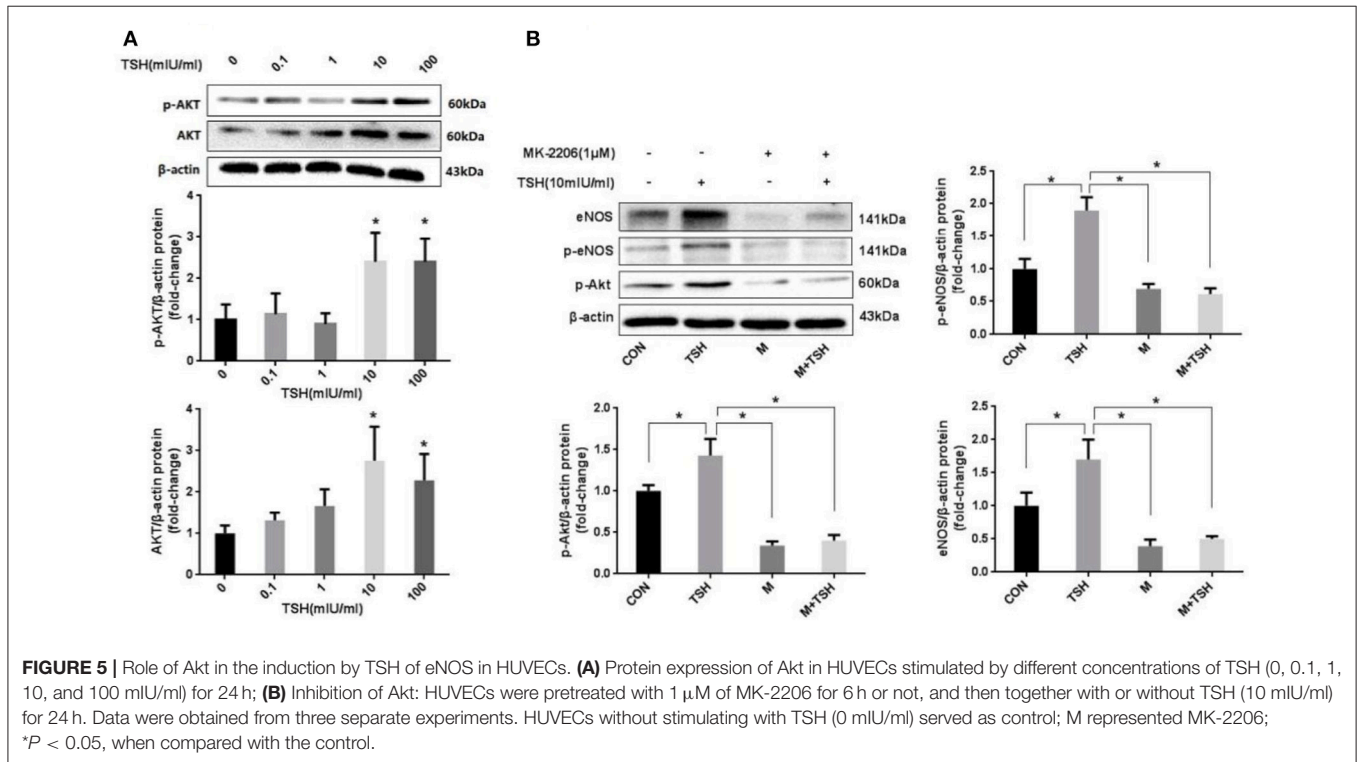 A
TSH(mIU/ml) 0 0.1 1 10 100
p-AKT 60kDa
AKT 60kDa
β-actin 43kDa
p-AKT/β-actin protein
(fold-change)
4
3
2
1
0
* *
0 0.1 1 10 100
TSH(mIU/ml)
AKT/β-actin protein
(fold-change)
4
3
2
1
0
* *
0 0.1 1 10 100
TSH(mIU/ml)
B
MK-2206(1μM) - - + +
TSH(10mIU/ml) - + - +
eNOS 141kDa
p-eNOS 141kDa
p-Akt 60kDa
β-actin 43kDa
CON TSH M M+TSH
p-Akt/β-actin protein
(fold-change)
2.0
1.5
1.0
0.5
0.0
* * *
CON TSH M M+TSH
p-eNOS/β-actin protein
(fold-change)
2.5
2.0
1.5
1.0
0.5
0.0
* * *
CON TSH M M+TSH
eNOS/β-actin protein
(fold-change)
2.5
2.0
1.5
1.0
0.5
0.0
* * *
CON TSH M M+TSH
FIGURE 5 | Role of Akt in the induction by TSH of eNOS in HUVECs. (A) Protein expression of Akt in HUVECs stimulated by different concentrations of TSH (0, 0.1, 1,
10, and 100 mIU/ml) for 24 h; (B) Inhibition of Akt: HUVECs were pretreated with 1 μM of MK-2206 for 6 h or not, and then together with or without TSH (10 mIU/ml)
for 24 h. Data were obtained from three separate experiments. HUVECs without stimulating with TSH (0 mIU/ml) served as control; M represented MK-2206;
*P < 0.05, when compared with the control.